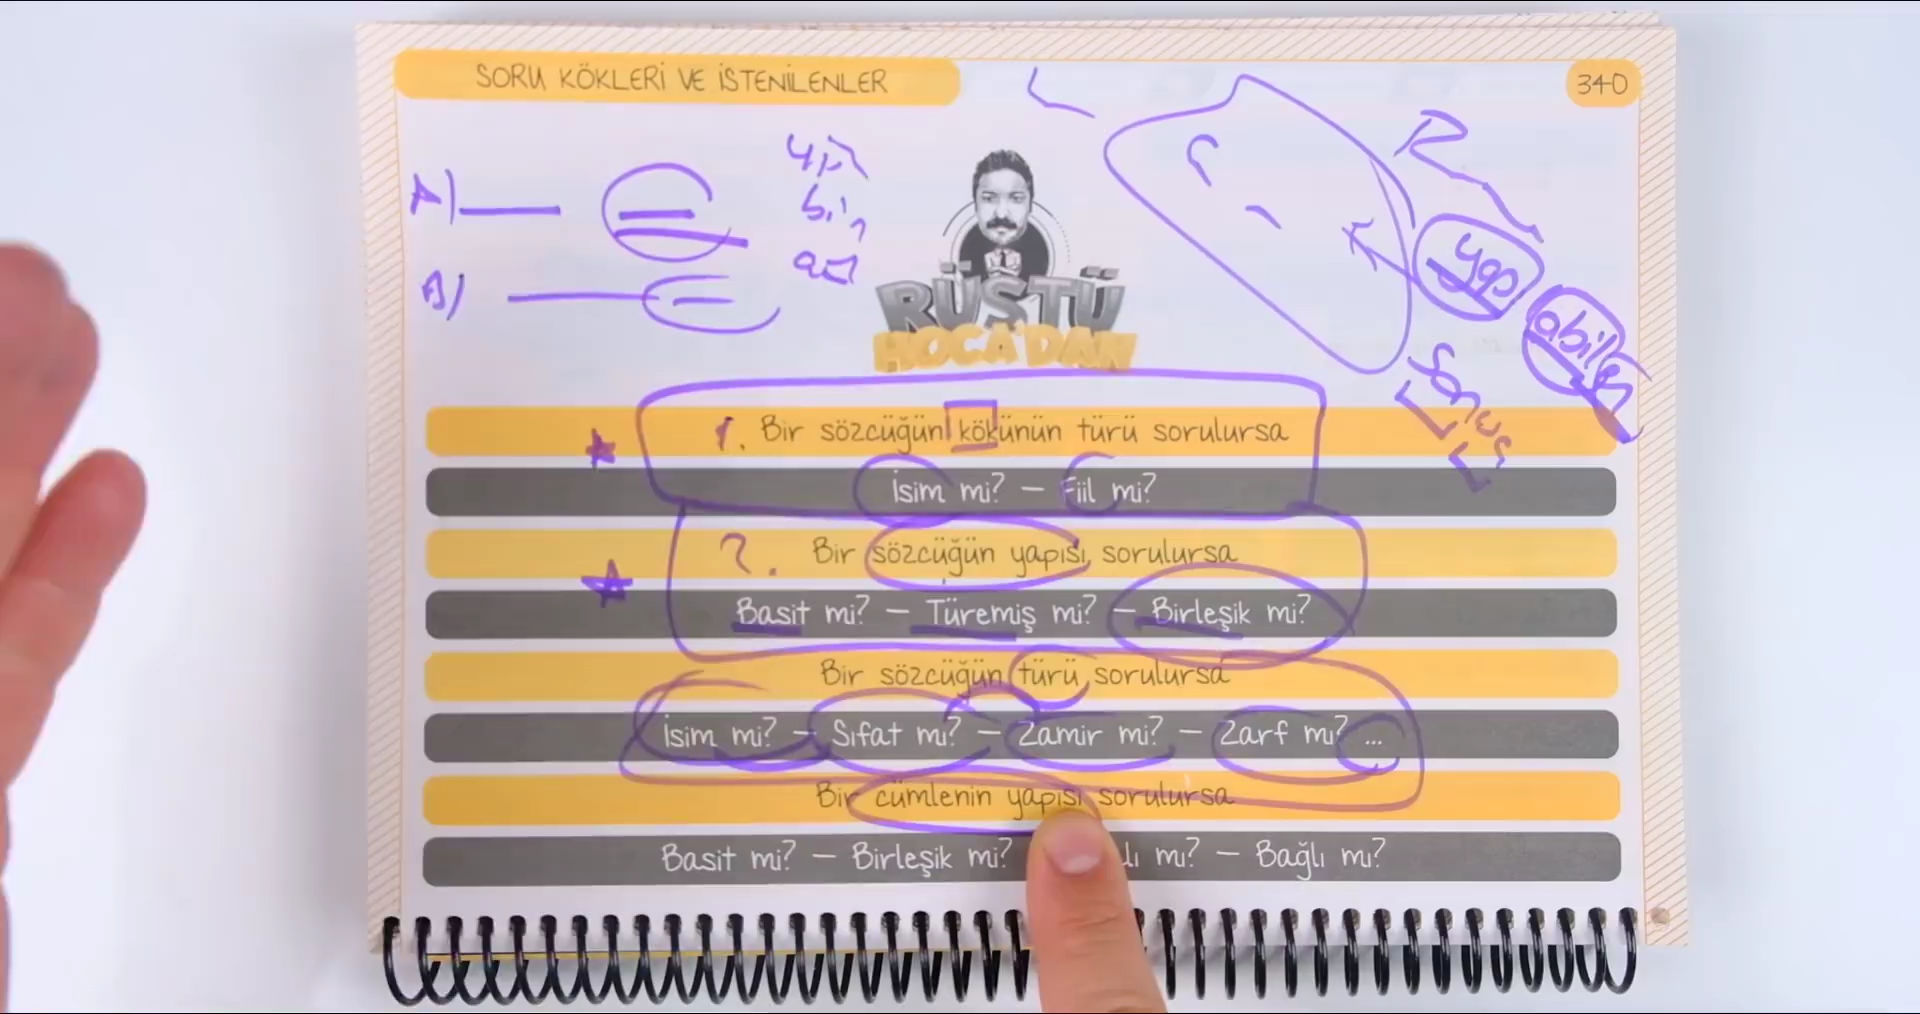 SORU KÖKLERİ VE İSTENİLENLER
340
A)
B)
RÜŞTÜ
HOCA'DAN
yap
abilen
1. Bir sözcüğün kökünün türü sorulursa
İsim mi? – Fiil mi?
2. Bir sözcüğün yapısı sorulursa
Basit mi? – Türemiş mi? – Birleşik mi?
Bir sözcüğün türü sorulursa
İsim mi? – Sıfat mı? – Zamir mi? – Zarf mı? ...
Bir cümlenin yapısı sorulursa
Basit mi? – Birleşik mi? lı mı? – Bağlı mı?